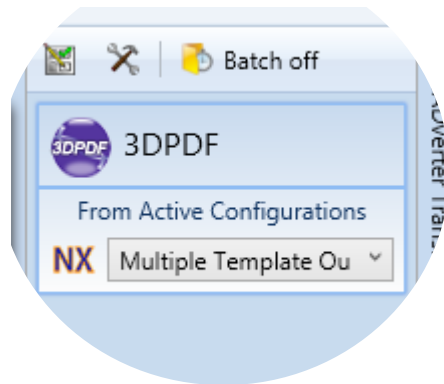 Batch off
3DPDF
3DPDF
From Active Configurations
NX
Multiple Template Ou